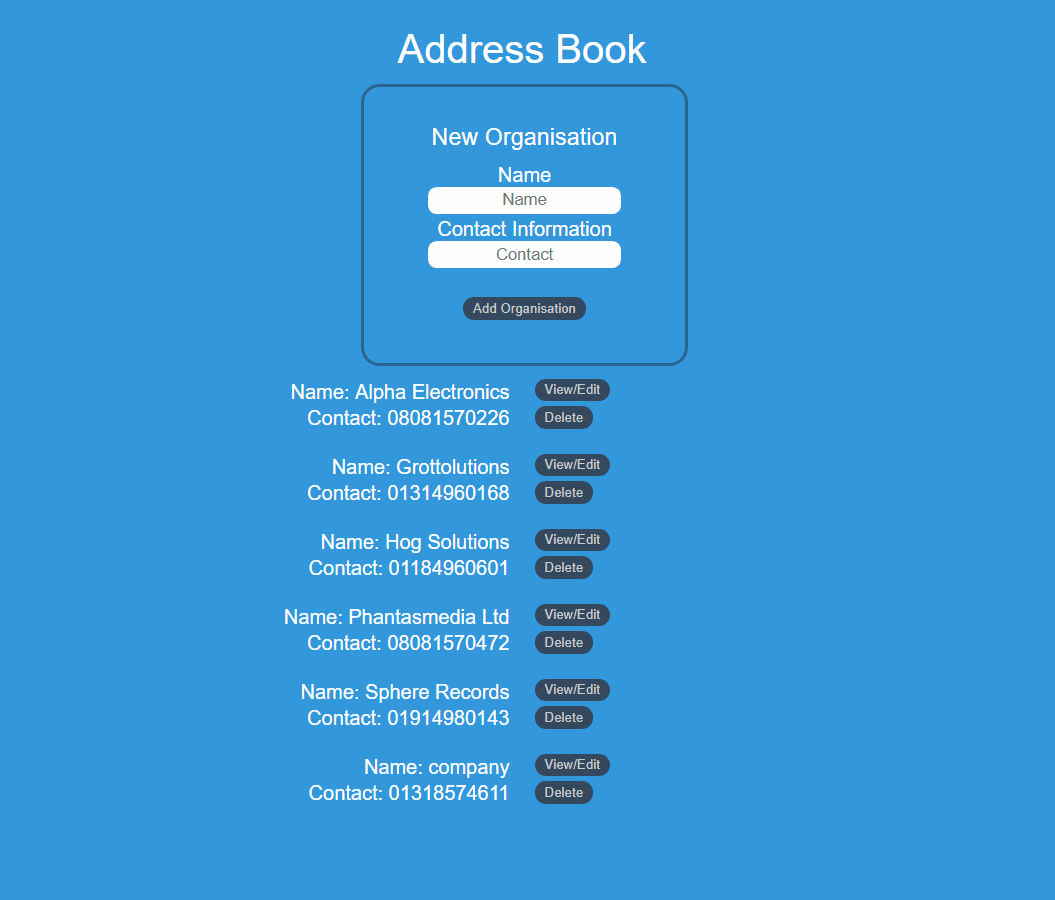 Address Book
New Organisation
Name
Name
Contact Information
Contact
Add Organisation
Name: Alpha Electronics
View/Edit
Contact: 08081570226
Delete
Name: Grottolutions
View/Edit
Contact: 01314960168
Delete
Name: Hog Solutions
View/Edit
Contact: 01184960601
Delete
Name: Phantasmedia Ltd
View/Edit
Contact: 08081570472
Delete
Name: Sphere Records
View/Edit
Contact: 01914980143
Delete
Name: company
View/Edit
Contact: 01318574611
Delete